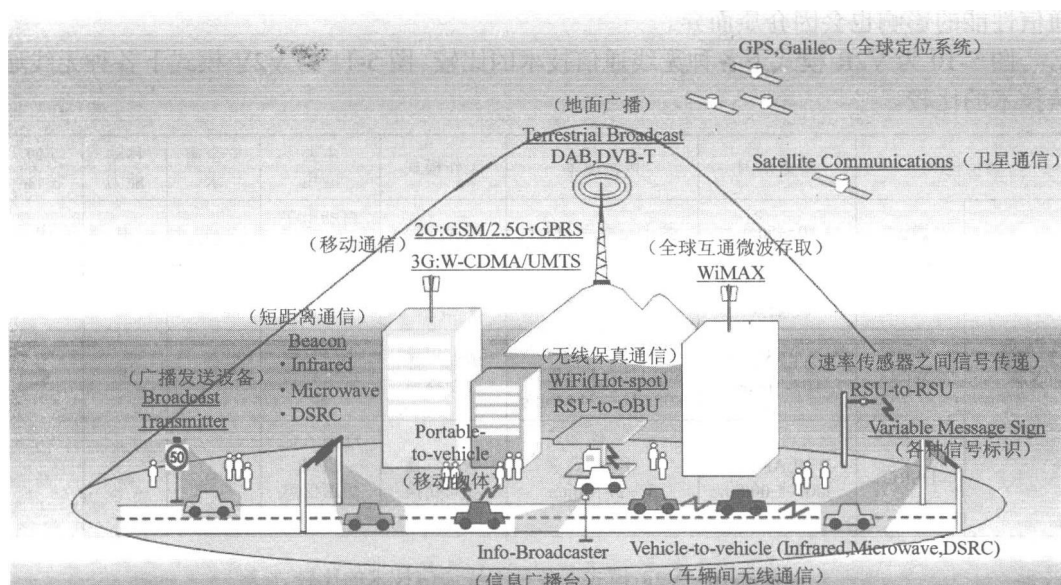 GPS,Galileo（全球定位系统）
（地面广播）
Terrestrial Broadcast
DAB,DVB-T
Satellite Communications（卫星通信）
（移动通信）
2G:GSM/2.5G:GPRS
3G:W-CDMA/UMTS
（全球互通微波存取）
WiMAX
（短距离通信）
Beacon
· Infrared
· Microwave
· DSRC
（广播发送设备）
Broadcast
Transmitter
50
（无线保真通信）
WiFi(Hot-spot)
RSU-to-OBU
（速率传感器之间信号传递）
RSU-to-RSU
Variable Message Sign
（各种信号标识）
Portable-
to-vehicle
（移动物体）
Info-Broadcaster
（信息广播台）
Vehicle-to-vehicle (Infrared,Microwave,DSRC)
（车辆间无线通信）